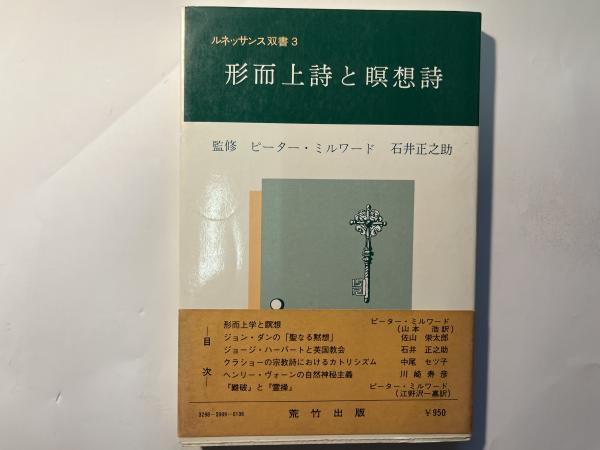 ルネッサンス双書3
形而上詩と瞑想詩
監修 ピーター・ミルワード 石井正之助
目次
形而上学と瞑想 ピーター・ミルワード
(山本 浩訳)
ジョン・ダンの「聖なる黙想」 佐山 栄太郎
ジョージ・ハーバートと英国教会 石井 正之助
クラショーの宗教詩におけるカトリシズム 中尾 セツ子
ヘンリー・ヴォーンの自然神秘主義 川崎 寿彦
「難破」と『霊操』 ピーター・ミルワード
(江野沢一嘉訳)
荒竹出版 ¥950